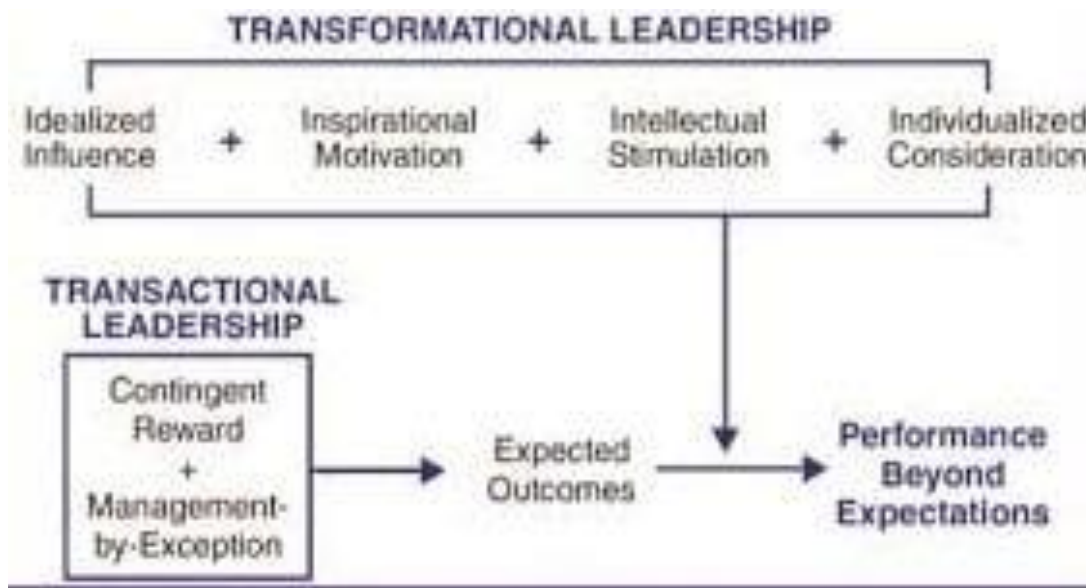 TRANSFORMATIONAL LEADERSHIP
Idealized
Influence
+
Inspirational
Motivation
+
Intellectual
Stimulation
+
Individualized
Consideration
TRANSACTIONAL
LEADERSHIP
Contingent
Reward
+
Management-
by-Exception
Expected
Outcomes
Performance
Beyond
Expectations